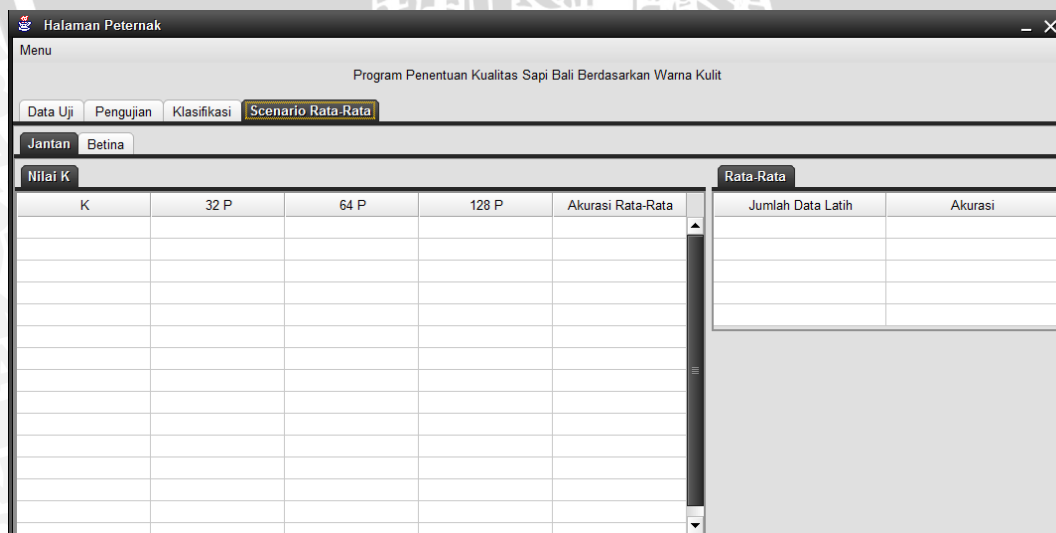 Halaman Peternak
Menu
Program Penentuan Kualitas Sapi Bali Berdasarkan Warna Kulit
Data Uji Pengujian Klasifikasi Scenario Rata-Rata
Jantan Betina
Nilai K Rata-Rata
K 32 P 64 P 128 P Akurasi Rata-Rata Jumlah Data Latih Akurasi